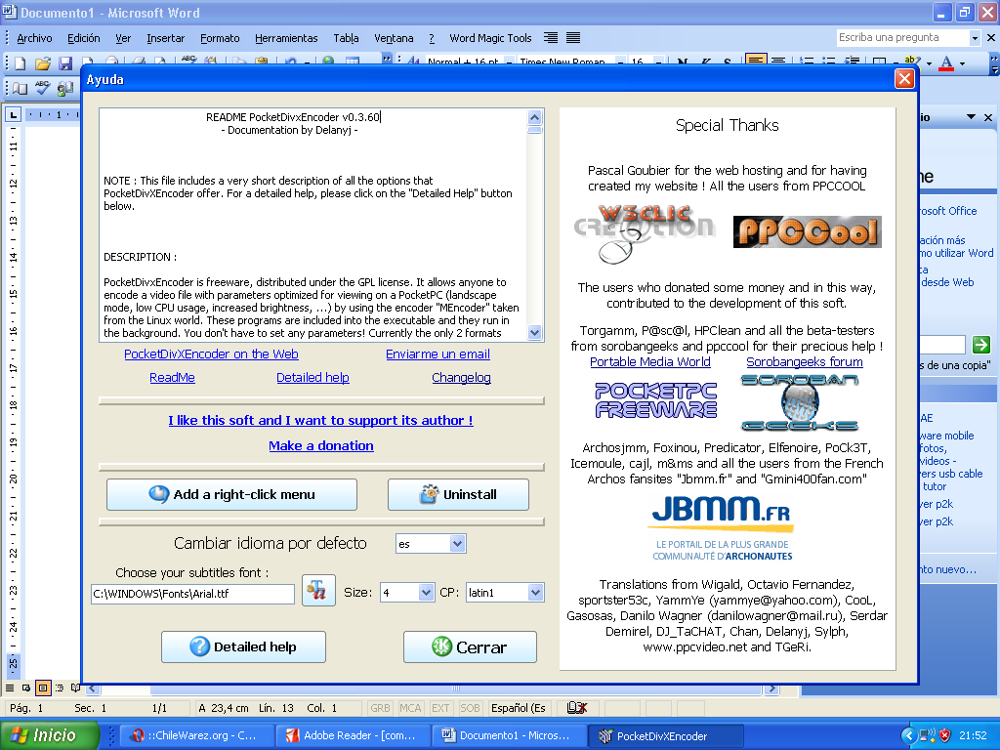 Documento1 - Microsoft Word
Archivo Edición Ver Insertar Formato Herramientas Tabla Ventana ? Word Magic Tools Escriba una pregunta
Normal + 16 pt Times New Roman 16 N K S
Ayuda
README PocketDivxEncoder v0.3.60
- Documentation by Delanyj -
NOTE : This file includes a very short description of all the options that
PocketDivXEncoder offer. For a detailed help, please click on the "Detailed Help" button
below.
DESCRIPTION :
PocketDivxEncoder is freeware, distributed under the GPL license. It allows anyone to
encode a video file with parameters optimized for viewing on a PocketPC (landscape
mode, low CPU usage, increased brightness, ...) by using the encoder "MEncoder" taken
from the Linux world. These programs are included into the executable and they run in
the background. You don't have to set any parameters! Currently the only 2 formats
PocketDivXEncoder on the Web Enviarme un email
ReadMe Detailed help Changelog
I like this soft and I want to support its author !
Make a donation
Add a right-click menu Uninstall
Cambiar idioma por defecto es
Choose your subtitles font :
C:\WINDOWS\Fonts\Arial.ttf Size: 4 CP: latin1
Detailed help Cerrar
Special Thanks
Pascal Goubier for the web hosting and for having
created my website ! All the users from PPCCOOL
W3CLIC
CREATION
PPCCool
The users who donated some money and in this way,
contributed to the development of this soft.
Torgamm, P@sc@l, HPClean and all the beta-testers
from sorobangeeks and ppccool for their precious help !
Portable Media World Sorobangeeks forum
POCKETPC
FREEWARE
SOROBAN
GEEKS
Archosjmm, Foxinou, Predicator, Elfenoire, PoCk3T,
Icemoule, cajl, m&ms and all the users from the French
Archos fansites "Jbmm.fr" and "Gmini400fan.com"
JBMM.FR
LE PORTAIL DE LA PLUS GRANDE
COMMUNAUTÉ D'ARCHONAUTES
Translations from Wigald, Octavio Fernandez,
sportster53c, YammYe (yammye@yahoo.com), CooL,
Gasosas, Danilo Wagner (danilowagner@mail.ru), Serdar
Demirel, DJ_TaCHAT, Chan, Delanyj, Sylph,
www.ppcvideo.net and TGeRi.
io
ne
rosoft Office
ación más
mo utilizar Word
ca
desde Web
s de una copia"
AE
ware mobile
fotos,
videos -
vers usb cable
tutor
ver p2k
ver p2k
nto nuevo...
Pág. 1 Sec. 1 1/1 A 23,4 cm Lín. 13 Col. 1 GRB MCA EXT SOB Español (Es
Inicio ::ChileWarez.org - C... Adobe Reader - [com... Documento1 - Micros... PocketDivXEncoder 21:52